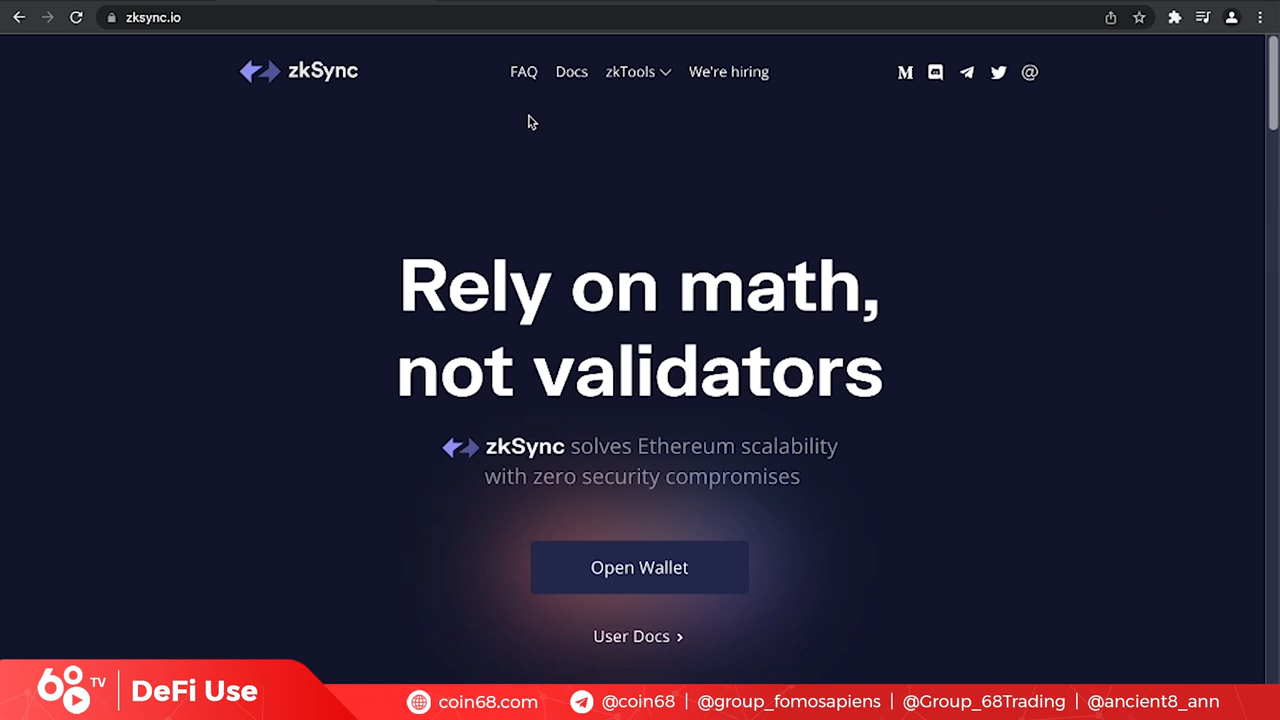 zksync.io
zkSync
FAQ Docs zkTools We're hiring
Rely on math,
not validators
zkSync solves Ethereum scalability
with zero security compromises
Open Wallet
User Docs
68 TV DeFi Use
coin68.com @coin68 | @group_fomosapiens | @Group_68Trading | @ancient8_ann